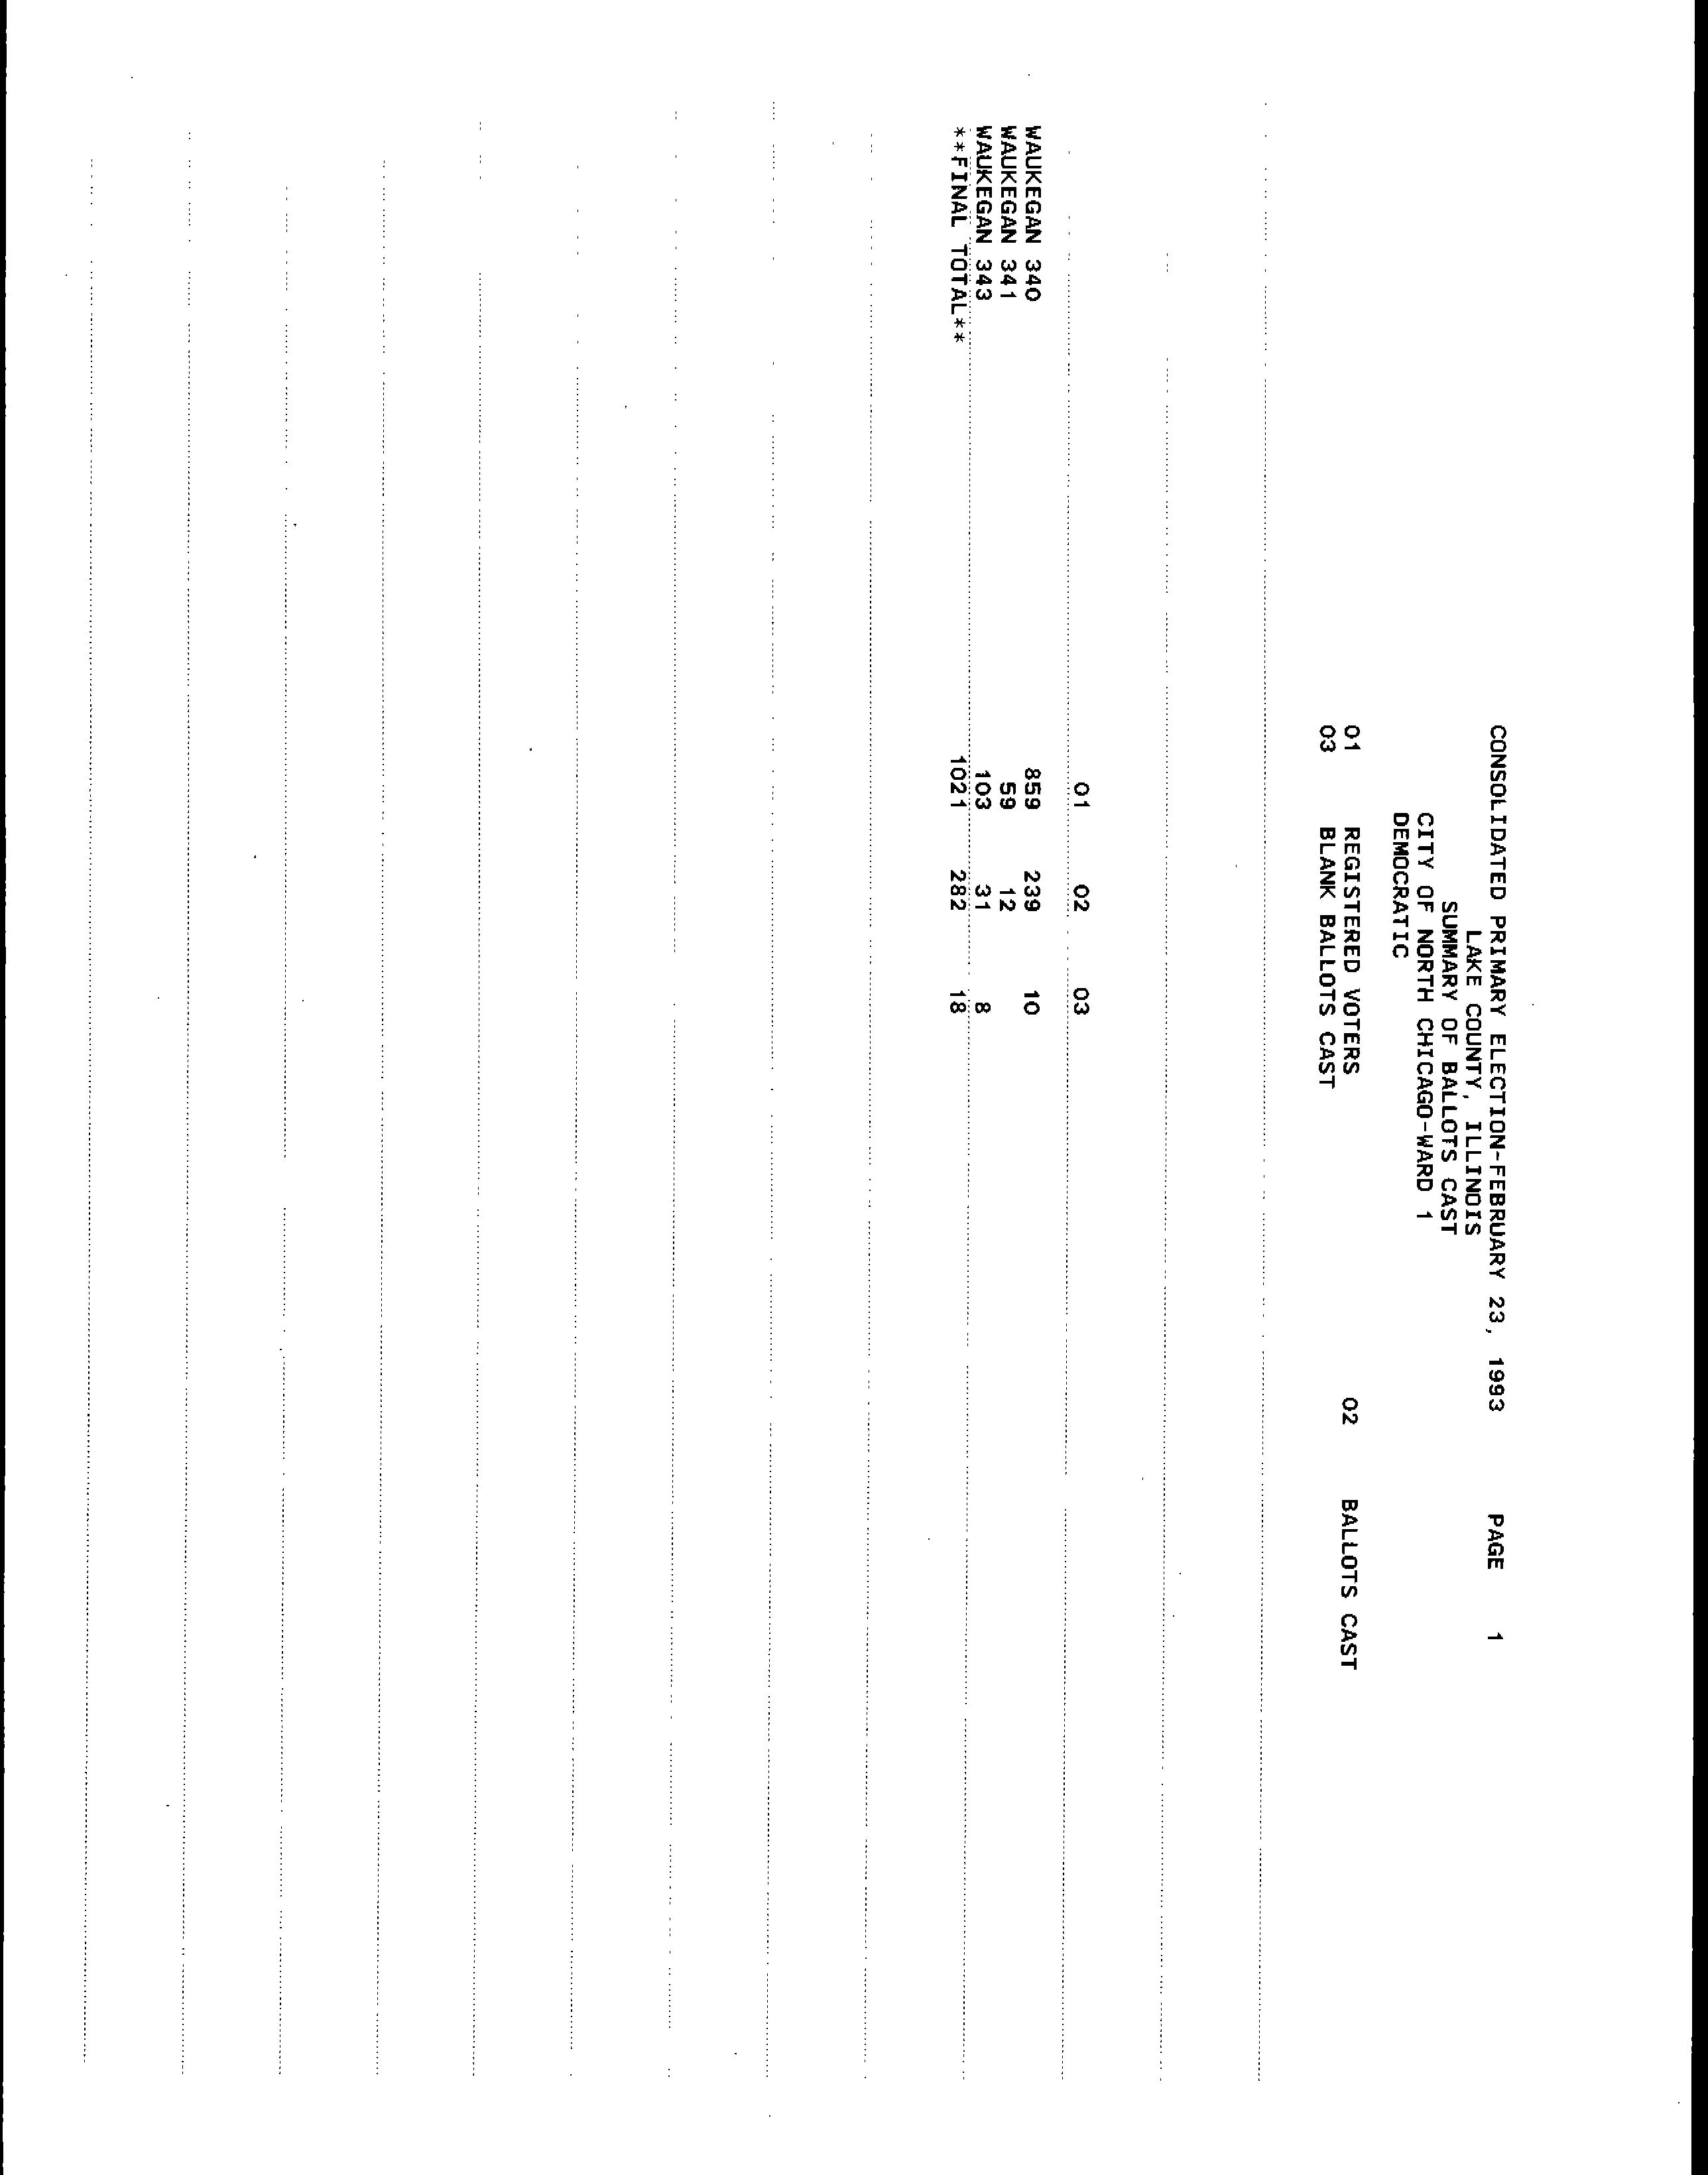 CONSOLIDATED PRIMARY ELECTION-FEBRUARY 23, 1993 PAGE 1
LAKE COUNTY, ILLINOIS
SUMMARY OF BALLOTS CAST
CITY OF NORTH CHICAGO-WARD 1
DEMOCRATIC
01 REGISTERED VOTERS 02 BALLOTS CAST
03 BLANK BALLOTS CAST
01 02 03
WAUKEGAN 340 859 239 10
WAUKEGAN 341 59 12
WAUKEGAN 343 103 31 8
**FINAL TOTAL** 1021 282 18